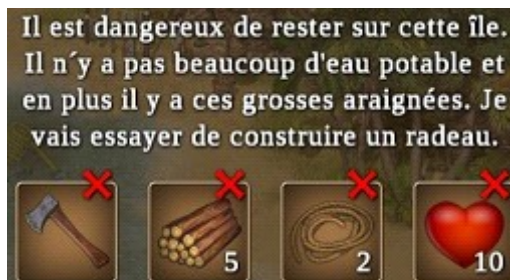 Il est dangereux de rester sur cette île.
Il n´y a pas beaucoup d'eau potable et
en plus il y a ces grosses araignées. Je
vais essayer de construire un radeau.
5 2 10